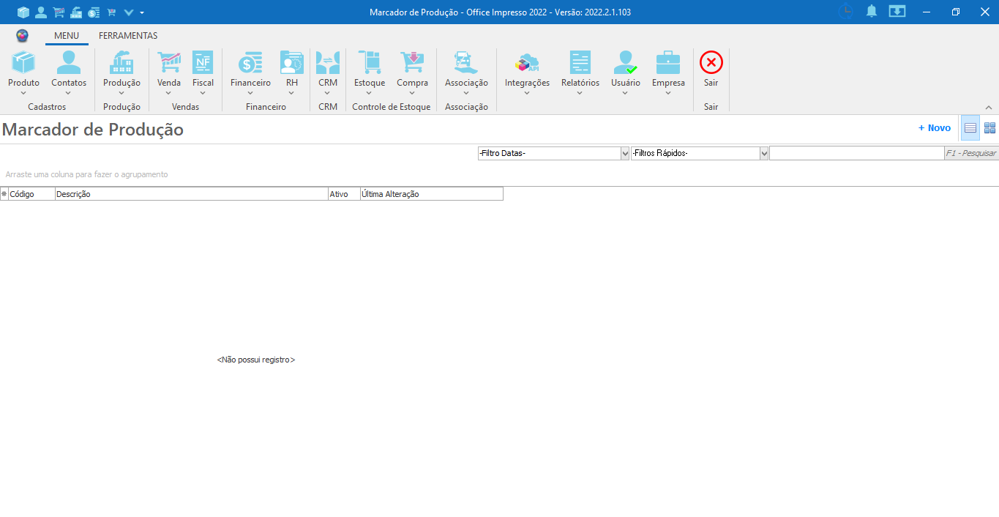 Marcador de Produção - Office Impresso 2022 - Versão: 2022.2.1.103
MENU FERRAMENTAS
NF
API
Produto Contatos Produção Venda Fiscal Financeiro RH CRM Estoque Compra Associação Integrações Relatórios Usuário Empresa Sair
Cadastros Produção Vendas Financeiro CRM Controle de Estoque Associação Sair
Marcador de Produção
+ Novo
-Filtro Datas- -Filtros Rápidos- F1 - Pesquisar
Arraste uma coluna para fazer o agrupamento
Código Descrição Ativo Última Alteração
<Não possui registro>